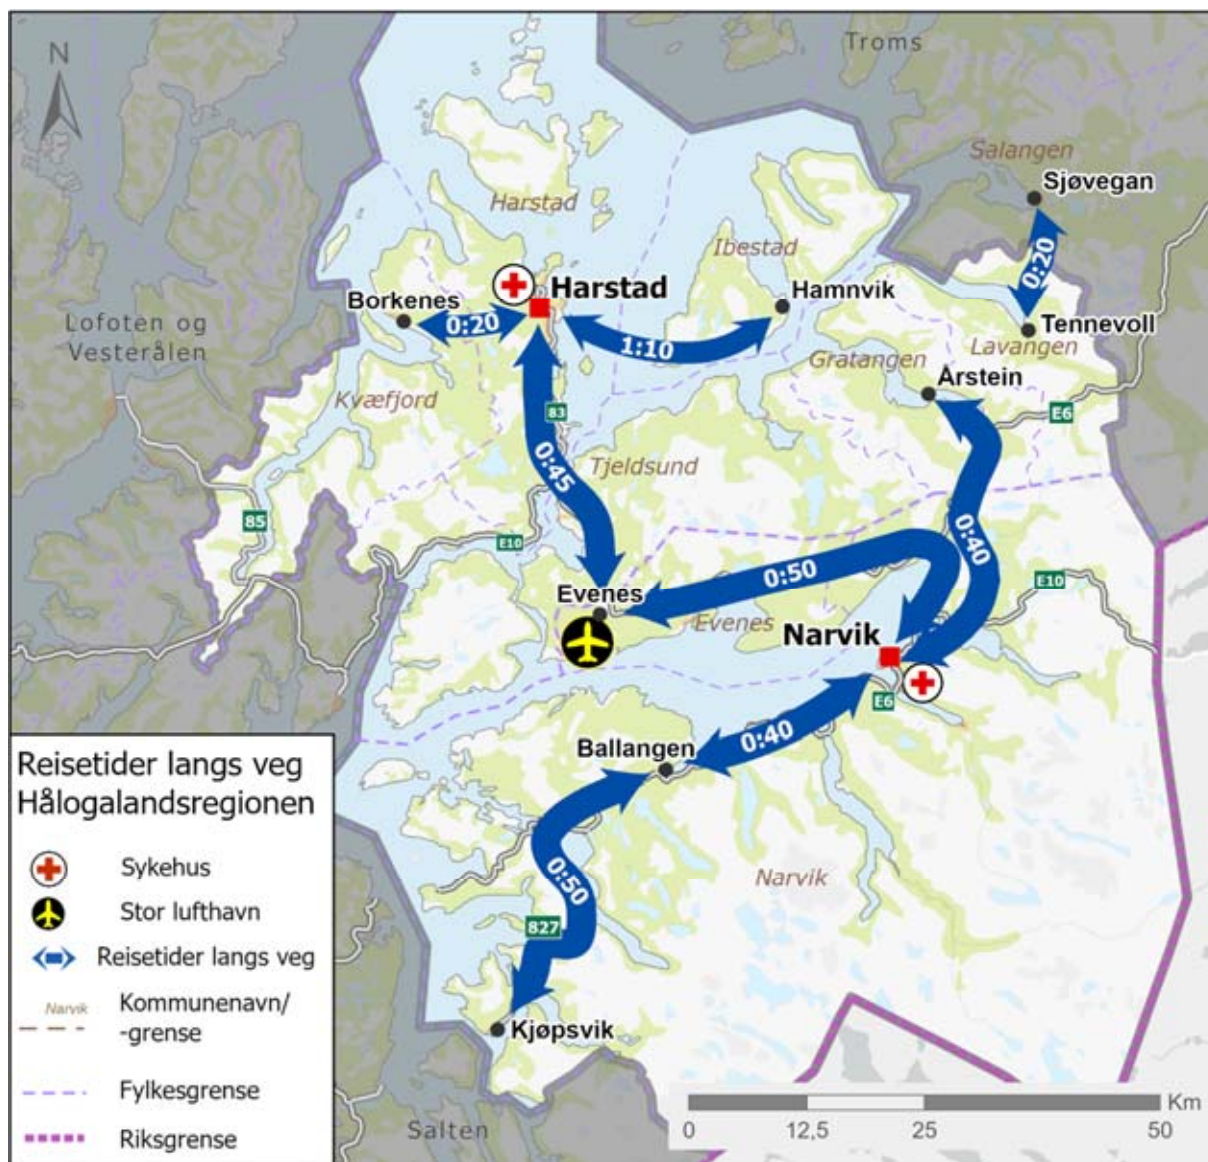 N
Troms
Salangen
Sjøvegan
0:20
Harstad
Ibestad
Harstad
Hamnvik
Borkenes
0:20
1:10
Tennevoll
Lavangen
Lofoten og
Vesterålen
Gratangen
Årstein
Kvæfjord
83
E6
0:45
Tjeldsund
85
E10
0:40
0:50
E10
Evenes
Evenes
Narvik
E6
Ballangen
0:40
0:50
Narvik
827
Kjøpsvik
Salten
Reisetider langs veg
Hålogalandsregionen
Sykehus
Stor lufthavn
Reisetider langs veg
Narvik
Kommunenavn/
-grense
Fylkesgrense
Riksgrense
Km
0 12,5 25 50